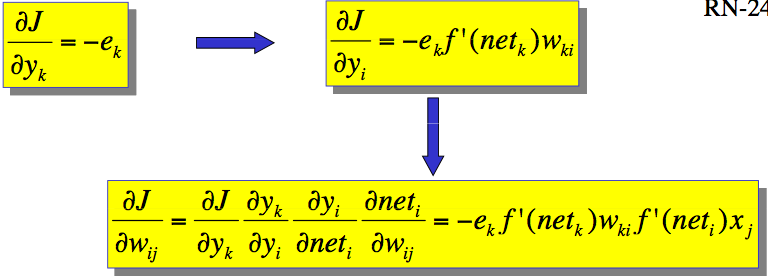 RN-24
∂J/∂y_k = −e_k
∂J/∂y_i = −e_k f'(net_k)w_ki
∂J/∂w_ij = ∂J/∂y_k ∂y_k/∂y_i ∂y_i/∂net_i ∂net_i/∂w_ij = −e_k f'(net_k)w_ki f'(net_i)x_j